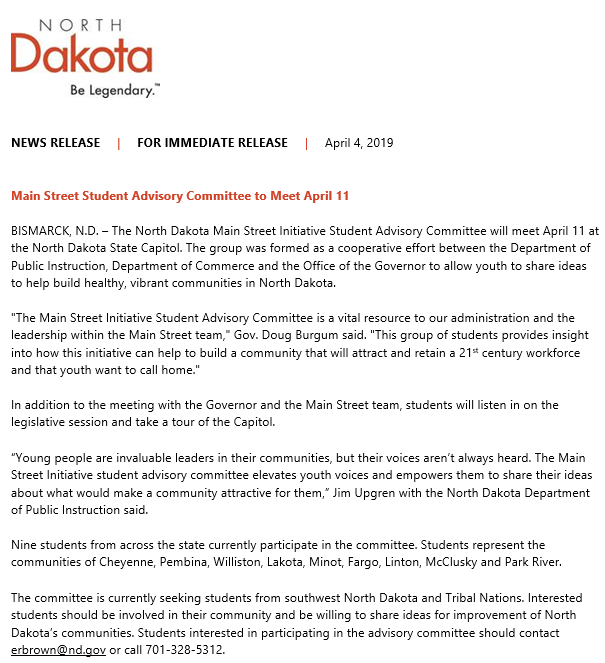 NORTH
Dakota
Be Legendary.™
NEWS RELEASE | FOR IMMEDIATE RELEASE | April 4, 2019
Main Street Student Advisory Committee to Meet April 11
BISMARCK, N.D. – The North Dakota Main Street Initiative Student Advisory Committee will meet April 11 at
the North Dakota State Capitol. The group was formed as a cooperative effort between the Department of
Public Instruction, Department of Commerce and the Office of the Governor to allow youth to share ideas
to help build healthy, vibrant communities in North Dakota.
"The Main Street Initiative Student Advisory Committee is a vital resource to our administration and the
leadership within the Main Street team," Gov. Doug Burgum said. "This group of students provides insight
into how this initiative can help to build a community that will attract and retain a 21st century workforce
and that youth want to call home."
In addition to the meeting with the Governor and the Main Street team, students will listen in on the
legislative session and take a tour of the Capitol.
“Young people are invaluable leaders in their communities, but their voices aren’t always heard. The Main
Street Initiative student advisory committee elevates youth voices and empowers them to share their ideas
about what would make a community attractive for them,” Jim Upgren with the North Dakota Department
of Public Instruction said.
Nine students from across the state currently participate in the committee. Students represent the
communities of Cheyenne, Pembina, Williston, Lakota, Minot, Fargo, Linton, McClusky and Park River.
The committee is currently seeking students from southwest North Dakota and Tribal Nations. Interested
students should be involved in their community and be willing to share ideas for improvement of North
Dakota’s communities. Students interested in participating in the advisory committee should contact
erbrown@nd.gov or call 701-328-5312.